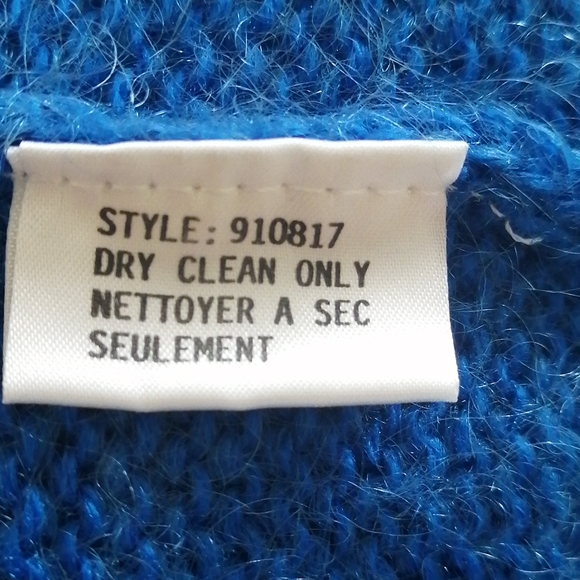 STYLE: 910817
DRY CLEAN ONLY
NETTOYER A SEC
SEULEMENT